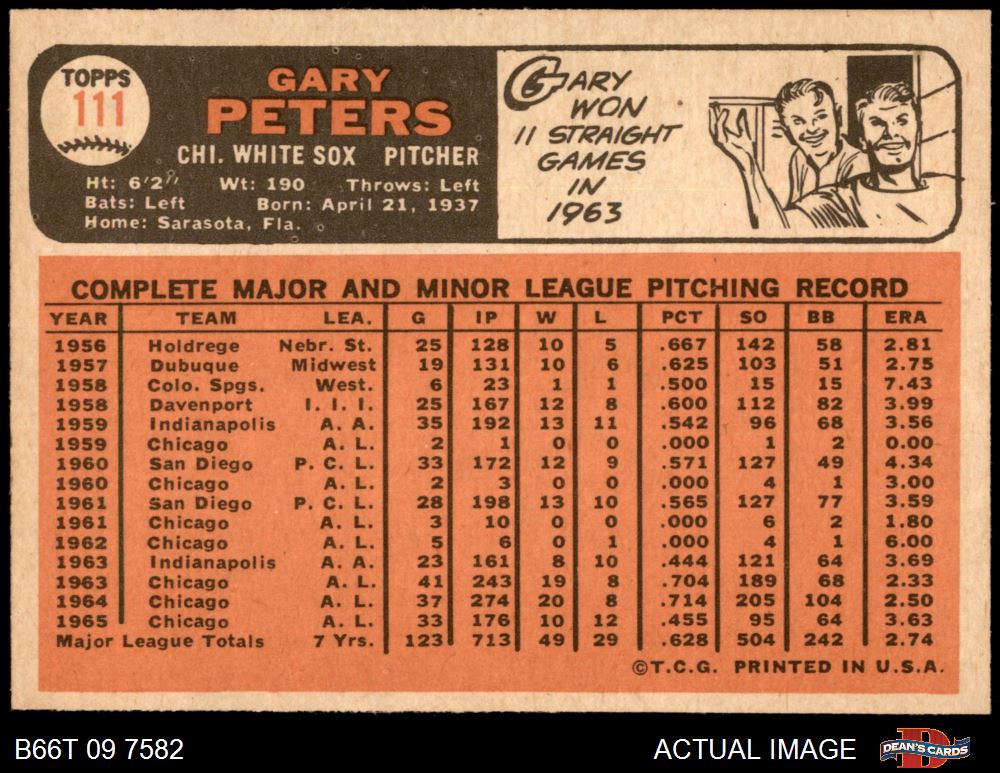 TOPPS
111
GARY
PETERS
CHI. WHITE SOX PITCHER
Ht: 6'2" Wt: 190 Throws: Left
Bats: Left Born: April 21, 1937
Home: Sarasota, Fla.
GARY
WON
11 STRAIGHT
GAMES
IN
1963
COMPLETE MAJOR AND MINOR LEAGUE PITCHING RECORD
YEAR TEAM LEA. G IP W L PCT SO BB ERA
1956 Holdrege Nebr. St. 25 128 10 5 .667 142 58 2.81
1957 Dubuque Midwest 19 131 10 6 .625 103 51 2.75
1958 Colo. Spgs. West. 6 23 1 1 .500 15 15 7.43
1958 Davenport I. I. I. 25 167 12 8 .600 112 82 3.99
1959 Indianapolis A. A. 35 192 13 11 .542 96 68 3.56
1959 Chicago A. L. 2 1 0 0 .000 1 2 0.00
1960 San Diego P. C. L. 33 172 12 9 .571 127 49 4.34
1960 Chicago A. L. 2 3 0 0 .000 4 1 3.00
1961 San Diego P. C. L. 28 198 13 10 .565 127 77 3.59
1961 Chicago A. L. 3 10 0 0 .000 6 2 1.80
1962 Chicago A. L. 5 6 0 1 .000 4 1 6.00
1963 Indianapolis A. A. 23 161 8 10 .444 121 64 3.69
1963 Chicago A. L. 41 243 19 8 .704 189 68 2.33
1964 Chicago A. L. 37 274 20 8 .714 205 104 2.50
1965 Chicago A. L. 33 176 10 12 .455 95 64 3.63
Major League Totals 7 Yrs. 123 713 49 29 .628 504 242 2.74
©T.C.G. PRINTED IN U.S.A.
B66T 09 7582 ACTUAL IMAGE DEAN'S CARDS